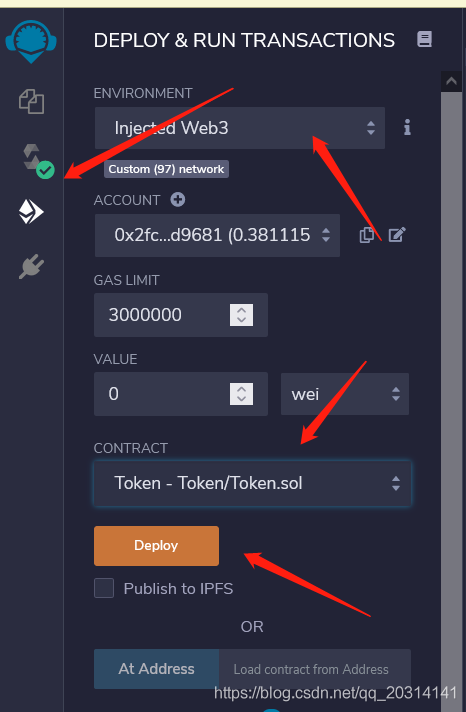 DEPLOY & RUN TRANSACTIONS
ENVIRONMENT
Injected Web3
Custom (97) network
ACCOUNT
0x2fc...d9681 (0.381115
GAS LIMIT
3000000
VALUE
0 wei
CONTRACT
Token - Token/Token.sol
Deploy
Publish to IPFS
OR
At Address Load contract from Address
https://blog.csdn.net/qq_20314141